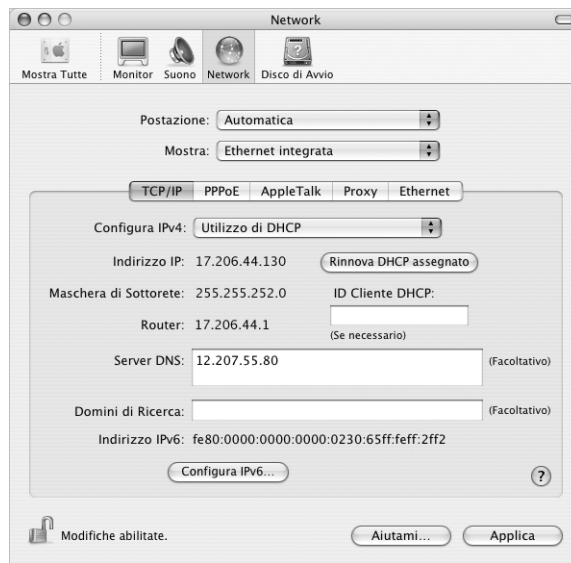 Network
Mostra Tutte Monitor Suono Network Disco di Avvio
Postazione: Automatica
Mostra: Ethernet integrata
TCP/IP PPPoE AppleTalk Proxy Ethernet
Configura IPv4: Utilizzo di DHCP
Indirizzo IP: 17.206.44.130 Rinnova DHCP assegnato
Maschera di Sottorete: 255.255.252.0 ID Cliente DHCP:
Router: 17.206.44.1
(Se necessario)
Server DNS: 12.207.55.80 (Facoltativo)
Domini di Ricerca: (Facoltativo)
Indirizzo IPv6: fe80:0000:0000:0000:0230:65ff:feff:2ff2
Configura IPv6... ?
Modifiche abilitate. Aiutami... Applica